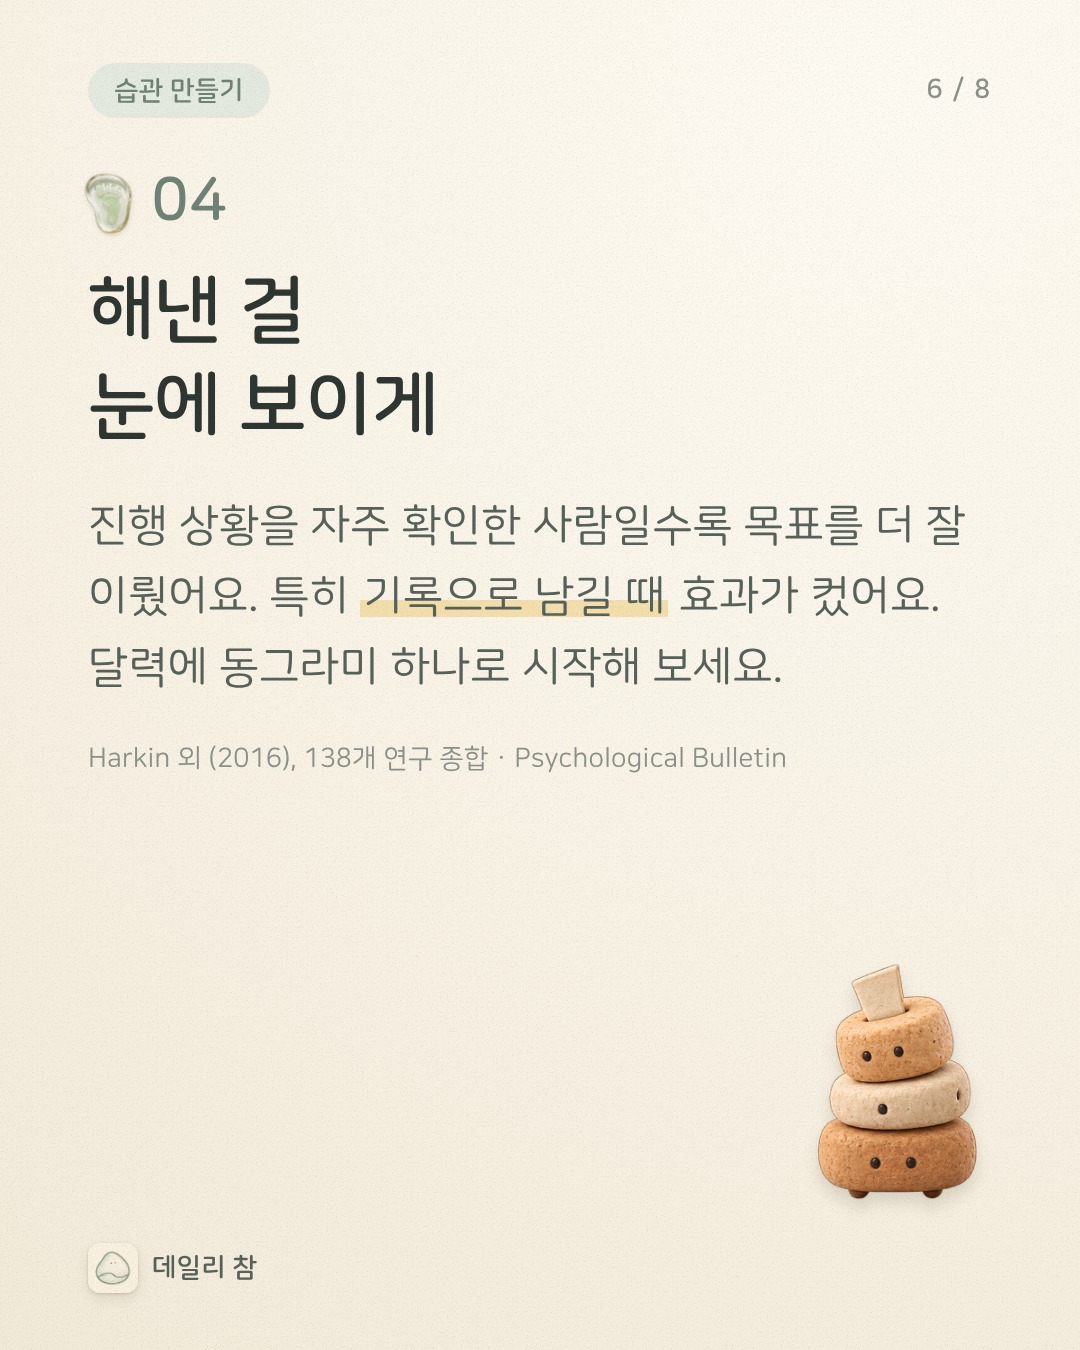 습관 만들기
6 / 8
04
해낸 걸
눈에 보이게
진행 상황을 자주 확인한 사람일수록 목표를 더 잘
이뤘어요. 특히 기록으로 남길 때 효과가 컸어요.
달력에 동그라미 하나로 시작해 보세요.
Harkin 외 (2016), 138개 연구 종합 · Psychological Bulletin
데일리 참